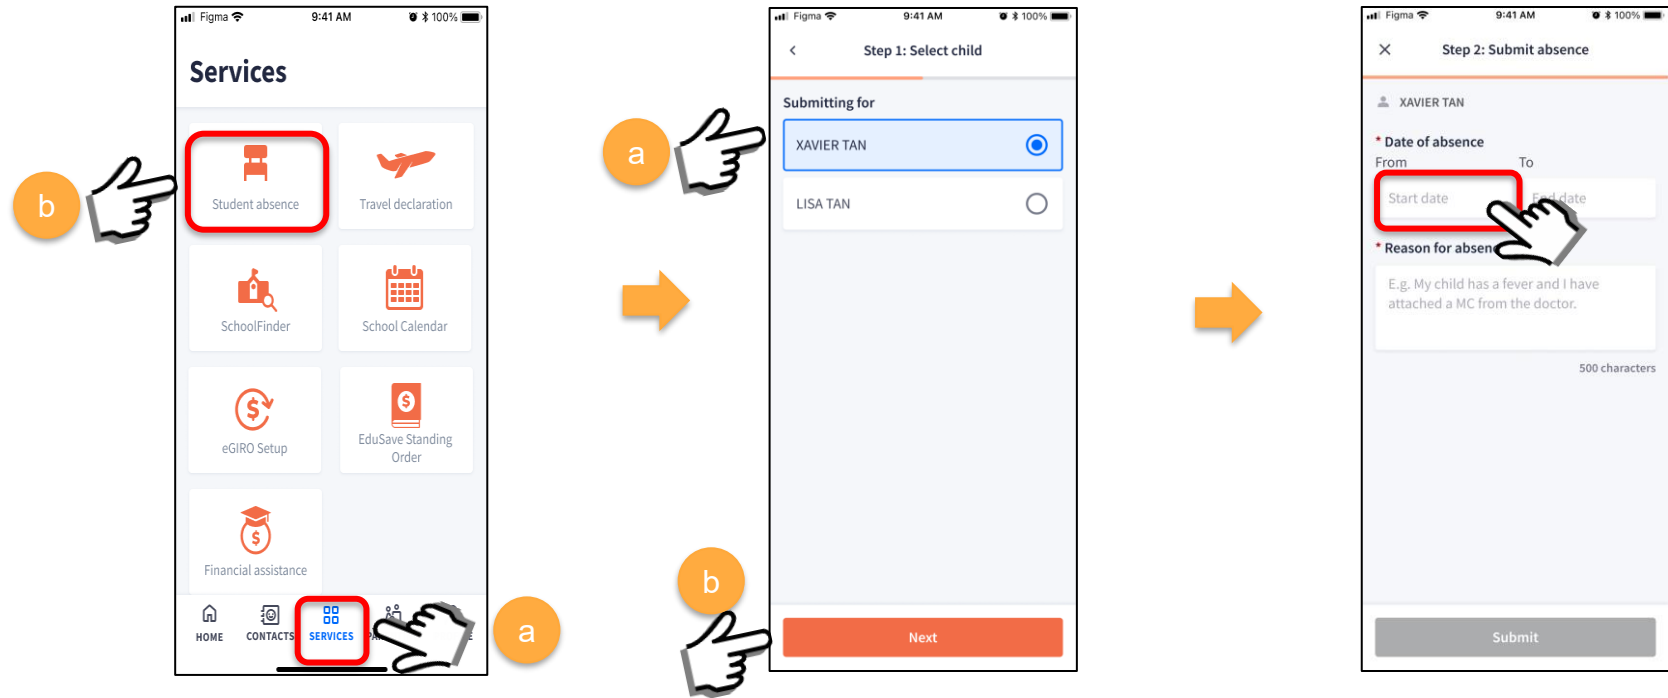 Figma 9:41 AM 100%
Services
b
Student absence
Travel declaration
SchoolFinder
School Calendar
eGIRO Setup
EduSave Standing
Order
Financial assistance
HOME
CONTACTS
SERVICES
a
Figma 9:41 AM 100%
Step 1: Select child
Submitting for
a
XAVIER TAN
LISA TAN
b
Next
Figma 9:41 AM 100%
Step 2: Submit absence
XAVIER TAN
* Date of absence
From To
Start date
End date
* Reason for absenc
E.g. My child has a fever and I have
attached a MC from the doctor.
500 characters
Submit